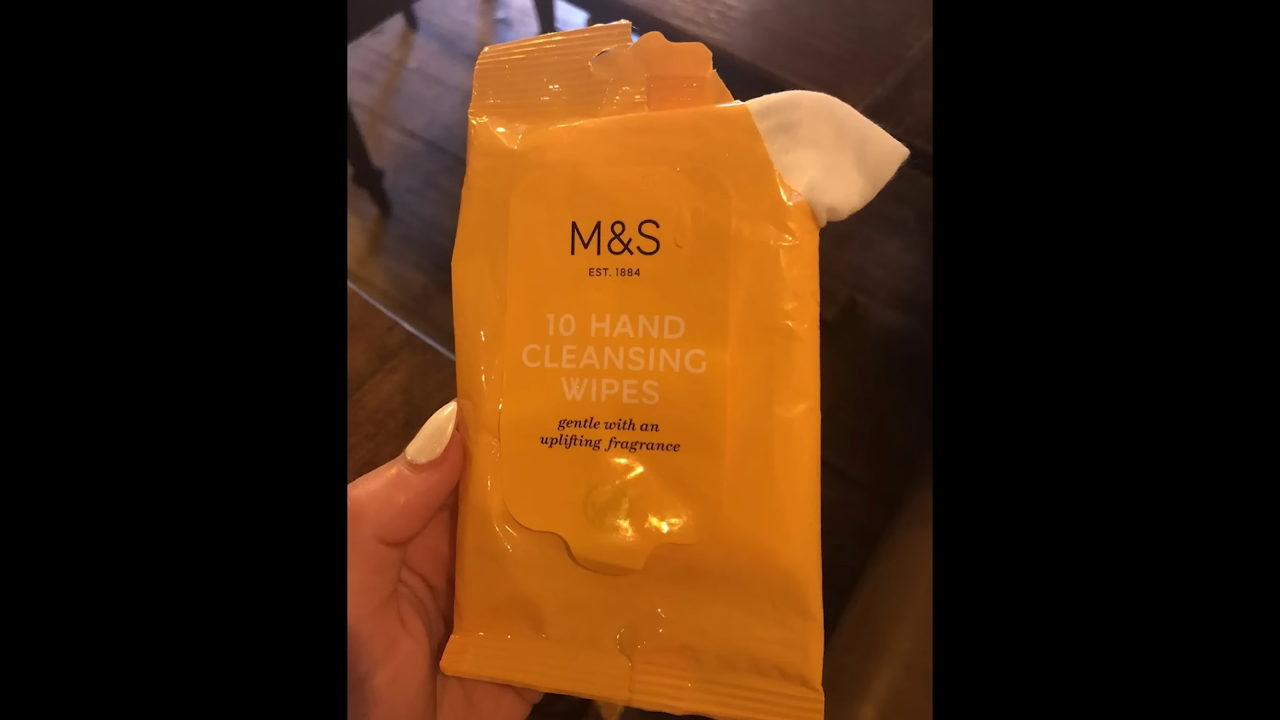 M&S
EST. 1884
10 HAND
CLEANSING
WIPES
gentle with an
uplifting fragrance